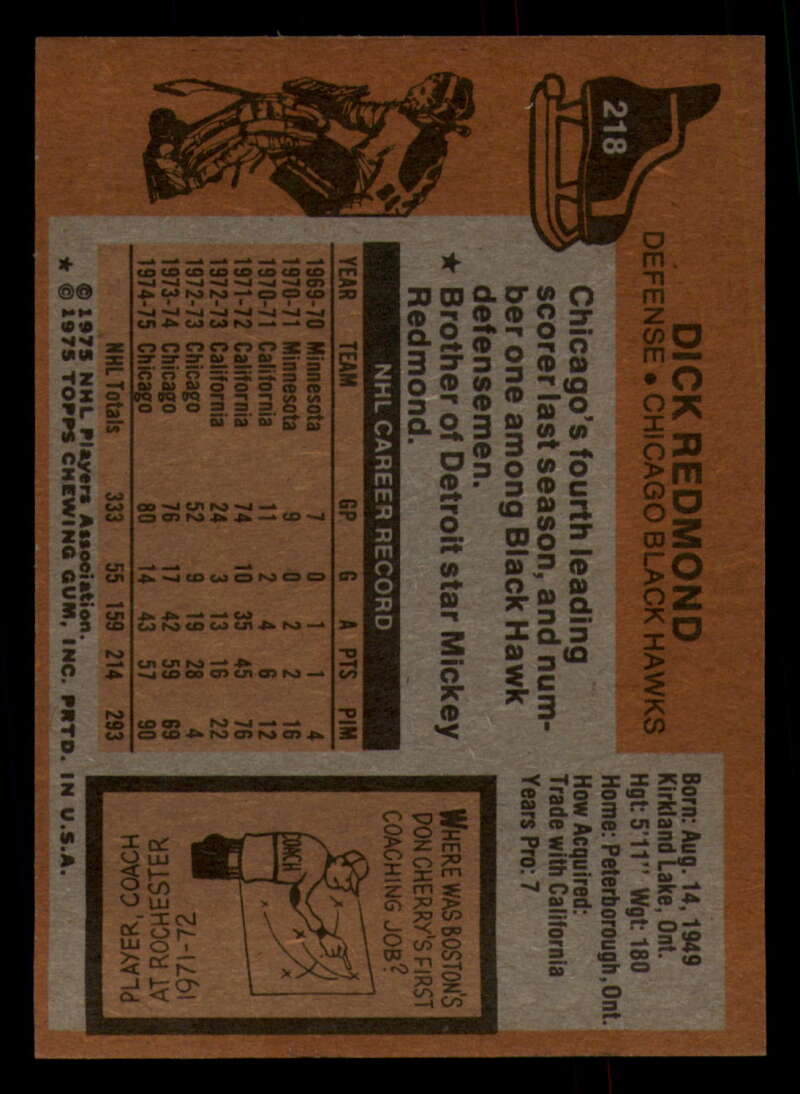 218
DICK REDMOND
DEFENSE • CHICAGO BLACK HAWKS
Chicago's fourth leading
scorer last season, and num-
ber one among Black Hawk
defensemen.
★ Brother of Detroit star Mickey
Redmond.
NHL CAREER RECORD
YEAR TEAM GP G A PTS PIM
1969-70 Minnesota 7 0 1 1 4
1970-71 Minnesota 9 0 2 2 16
1970-71 California 11 2 4 6 12
1971-72 California 74 10 35 45 76
1972-73 California 24 3 13 16 22
1972-73 Chicago 52 9 19 28 4
1973-74 Chicago 76 17 42 59 69
1974-75 Chicago 80 14 43 57 90
NHL Totals 333 55 159 214 293
© 1975 NHL Players Association.
★ © 1975 TOPPS CHEWING GUM, INC. PRTD. IN U.S.A.
Born: Aug. 14, 1949
Kirkland Lake, Ont.
Hgt: 5'11" Wgt: 180
Home: Peterborough, Ont.
How Acquired:
Trade with California
Years Pro: 7
WHERE WAS BOSTON'S
DON CHERRY'S FIRST
COACHING JOB?
COACH
PLAYER, COACH
AT ROCHESTER
1971-72